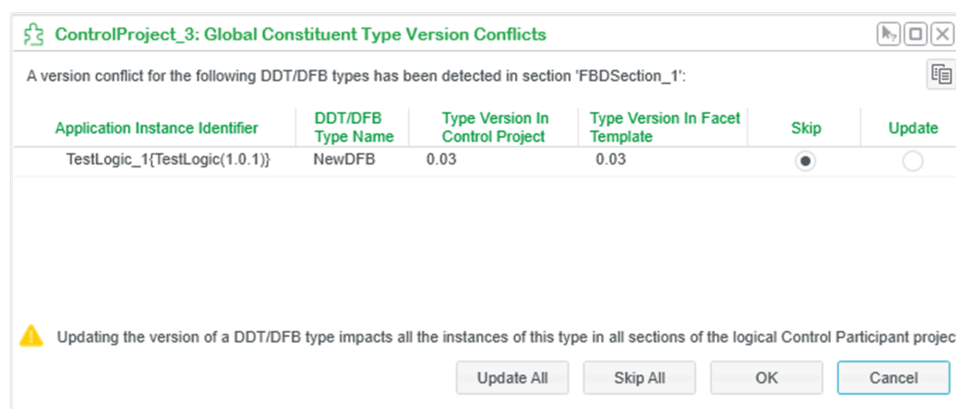 ControlProject_3: Global Constituent Type Version Conflicts
A version conflict for the following DDT/DFB types has been detected in section 'FBDSection_1':
Application Instance Identifier
DDT/DFB
Type Name
Type Version In
Control Project
Type Version In Facet
Template
Skip
Update
TestLogic_1{TestLogic(1.0.1)} NewDFB 0.03 0.03
Updating the version of a DDT/DFB type impacts all the instances of this type in all sections of the logical Control Participant projec
Update All Skip All OK Cancel